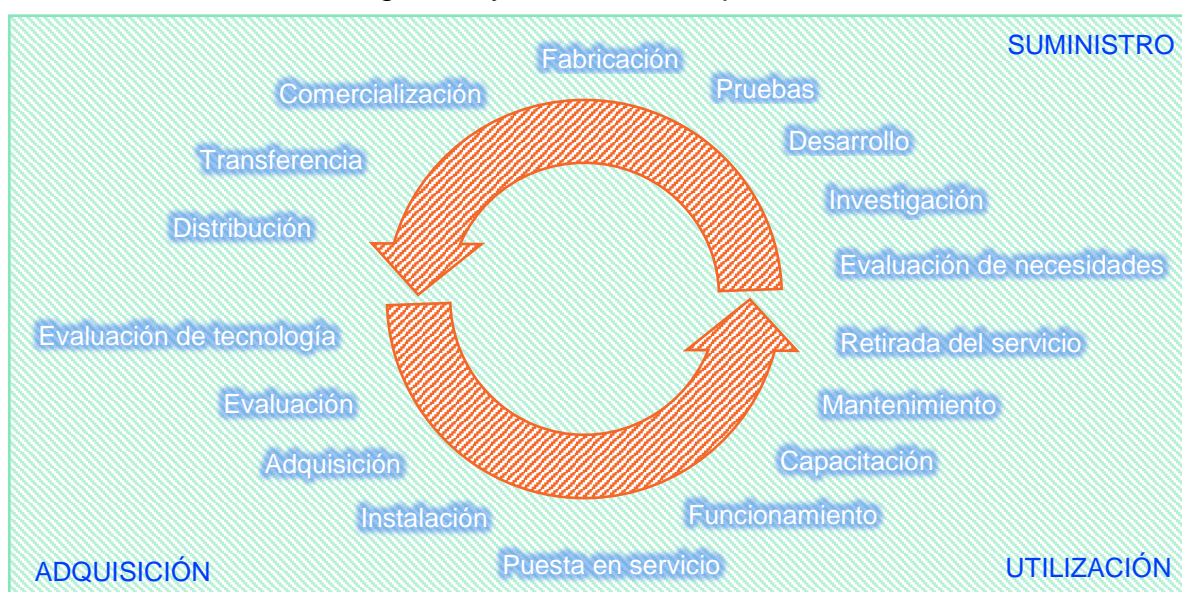 SUMINISTRO
Fabricación
Pruebas
Comercialización
Desarrollo
Transferencia
Investigación
Distribución
Evaluación de necesidades
Evaluación de tecnología
Retirada del servicio
Evaluación
Mantenimiento
Adquisición
Capacitación
Instalación
Funcionamiento
Puesta en servicio
ADQUISICIÓN
UTILIZACIÓN